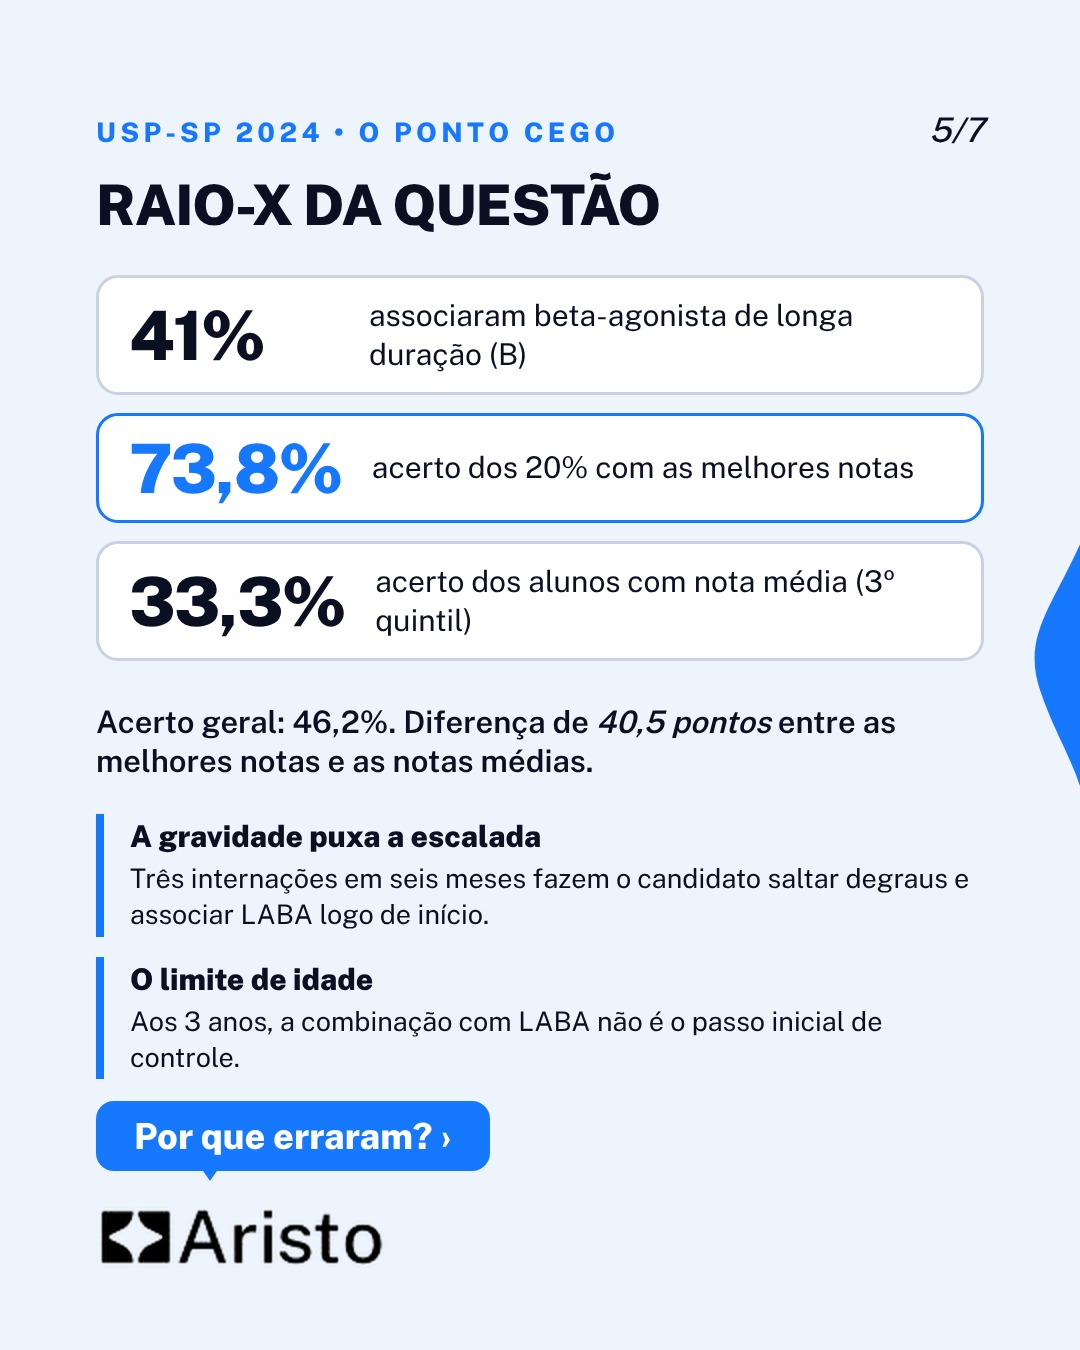 USP-SP 2024 • O PONTO CEGO
5/7
RAIO-X DA QUESTÃO
41%
associaram beta-agonista de longa
duração (B)
73,8%
acerto dos 20% com as melhores notas
33,3%
acerto dos alunos com nota média (3º
quintil)
Acerto geral: 46,2%. Diferença de 40,5 pontos entre as
melhores notas e as notas médias.
A gravidade puxa a escalada
Três internações em seis meses fazem o candidato saltar degraus e
associar LABA logo de início.
O limite de idade
Aos 3 anos, a combinação com LABA não é o passo inicial de
controle.
Por que erraram? ›
Aristo